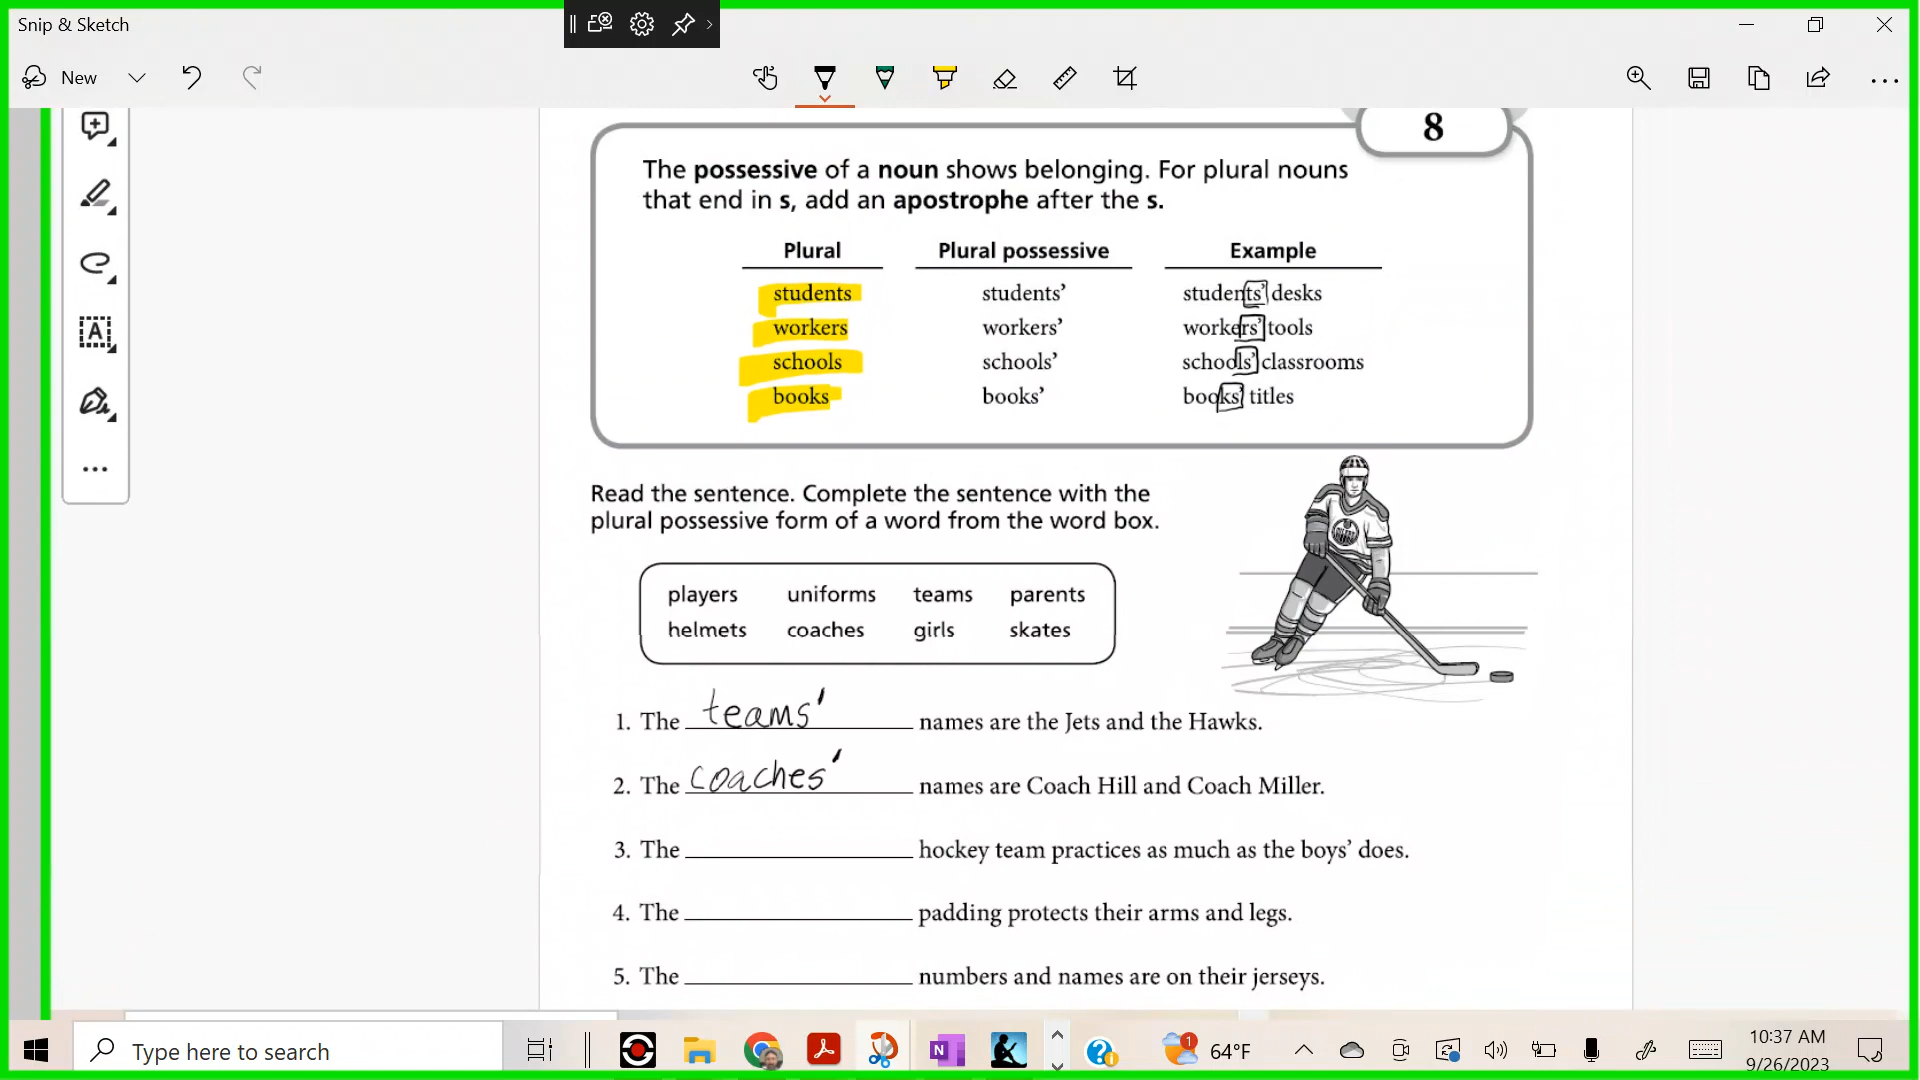 Snip & Sketch
New
8
The possessive of a noun shows belonging. For plural nouns
that end in s, add an apostrophe after the s.
Plural Plural possessive Example
students students’ students’ desks
workers workers’ workers’ tools
schools schools’ schools’ classrooms
books books’ books’ titles
Read the sentence. Complete the sentence with the
plural possessive form of a word from the word box.
players uniforms teams parents
helmets coaches girls skates
OILERS
1. The teams' names are the Jets and the Hawks.
2. The coaches' names are Coach Hill and Coach Miller.
3. The ____ hockey team practices as much as the boys’ does.
4. The ____ padding protects their arms and legs.
5. The ____ numbers and names are on their jerseys.
Type here to search
N
1
64°F
10:37 AM
9/26/2023